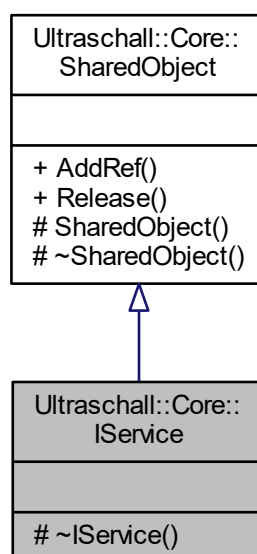 Ultraschall::Core::
SharedObject
+ AddRef()
+ Release()
# SharedObject()
# ~SharedObject()
Ultraschall::Core::
IService
# ~IService()